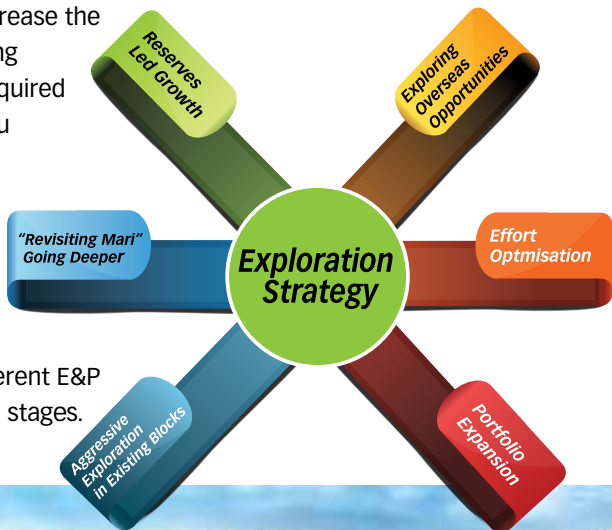 rease the
ng
quired
u
erent E&P
stages.
Reserves
Led Growth
Exploring
Overseas
Opportunities
"Revisiting Mari"
Going Deeper
Exploration
Strategy
Effort
Optmisation
Aggressive
Exploration
in Existing Blocks
Portfolio
Expansion